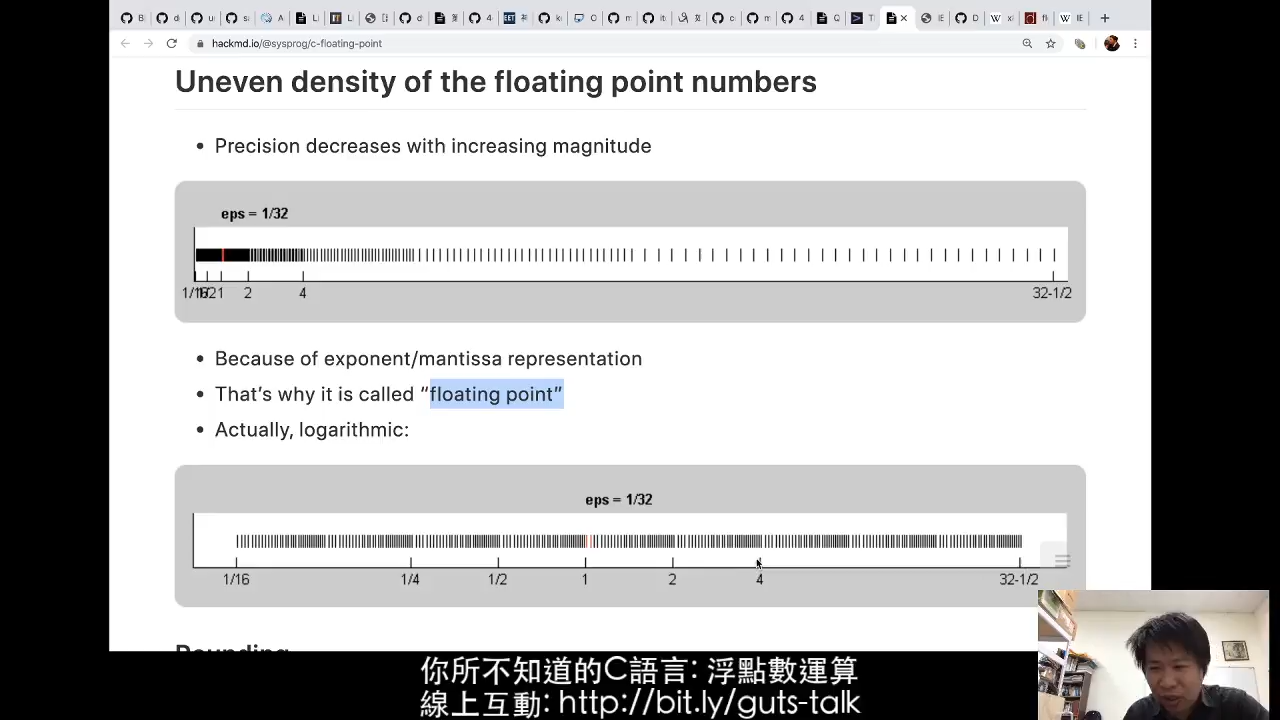 hackmd.io/@sysprog/c-floating-point
Uneven density of the floating point numbers
Precision decreases with increasing magnitude
eps = 1/32
1 2 4 32-1/2
Because of exponent/mantissa representation
That's why it is called “floating point”
Actually, logarithmic:
eps = 1/32
1/16 1/4 1/2 1 2 4 32-1/2
Rounding
你所不知道的C語言: 浮點數運算
線上互動: http://bit.ly/guts-talk